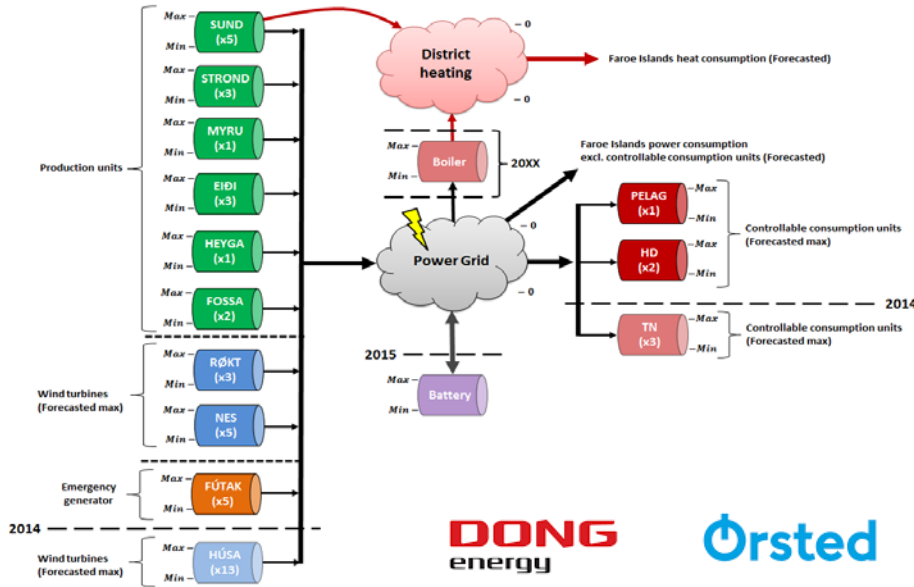 Max
Min
SUND
(x5)
Max
Min
STROND
(x3)
Max
Min
MYRU
(x1)
Production units
Max
Min
EIÐI
(x3)
Max
Min
HEYGA
(x1)
Max
Min
FOSSA
(x2)
Wind turbines
(Forecasted max)
Max
Min
RØKT
(x3)
Max
Min
NES
(x5)
Emergency
generator
Max
Min
FÚTAK
(x5)
2014
Wind turbines
(Forecasted max)
Max
Min
HÚSA
(x13)
District
heating
0
0
Faroe Islands heat consumption (Forecasted)
Max
Min
Boiler
20XX
Faroe Islands power consumption
excl. controllable consumption units (Forecasted)
Power Grid
0
0
PELAG
(x1)
Max
Min
HD
(x2)
Max
Min
Controllable consumption units
(Forecasted max)
2014
TN
(x3)
Max
Min
Controllable consumption units
(Forecasted max)
2015
Max
Min
Battery
DONG
energy
Ørsted